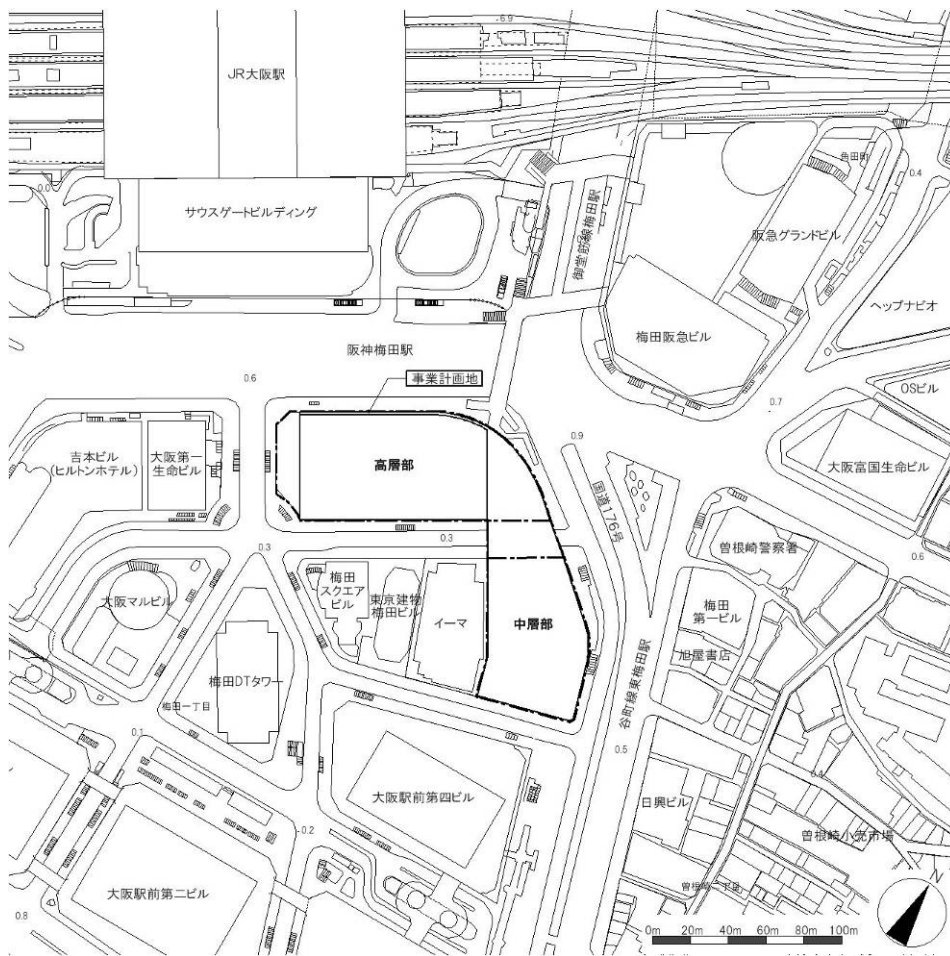 -6.9
JR大阪駅
角田町
0.4
0.0
サウスゲートビルディング
御堂筋線梅田駅
阪急グランドビル
ヘップナビオ
梅田阪急ビル
阪神梅田駅
事業計画地
0.6
OSビル
0.7
吉本ビル
(ヒルトンホテル)
大阪第一
生命ビル
高層部
0.9
国道176号
大阪富国生命ビル
0.3
0.3
曽根崎警察署
0.6
大阪マルビル
梅田
スクエア
ビル
東京建物
梅田ビル
イーマ
中層部
梅田
第一ビル
旭屋書店
谷町線東梅田駅
梅田DTタワー
梅田一丁目
0.1
0.5
大阪駅前第四ビル
日興ビル
0.4
曽根崎小売市場
-0.2
大阪駅前第二ビル
曽根崎二丁目
0.8
N
0m 20m 40m 60m 80m 100m